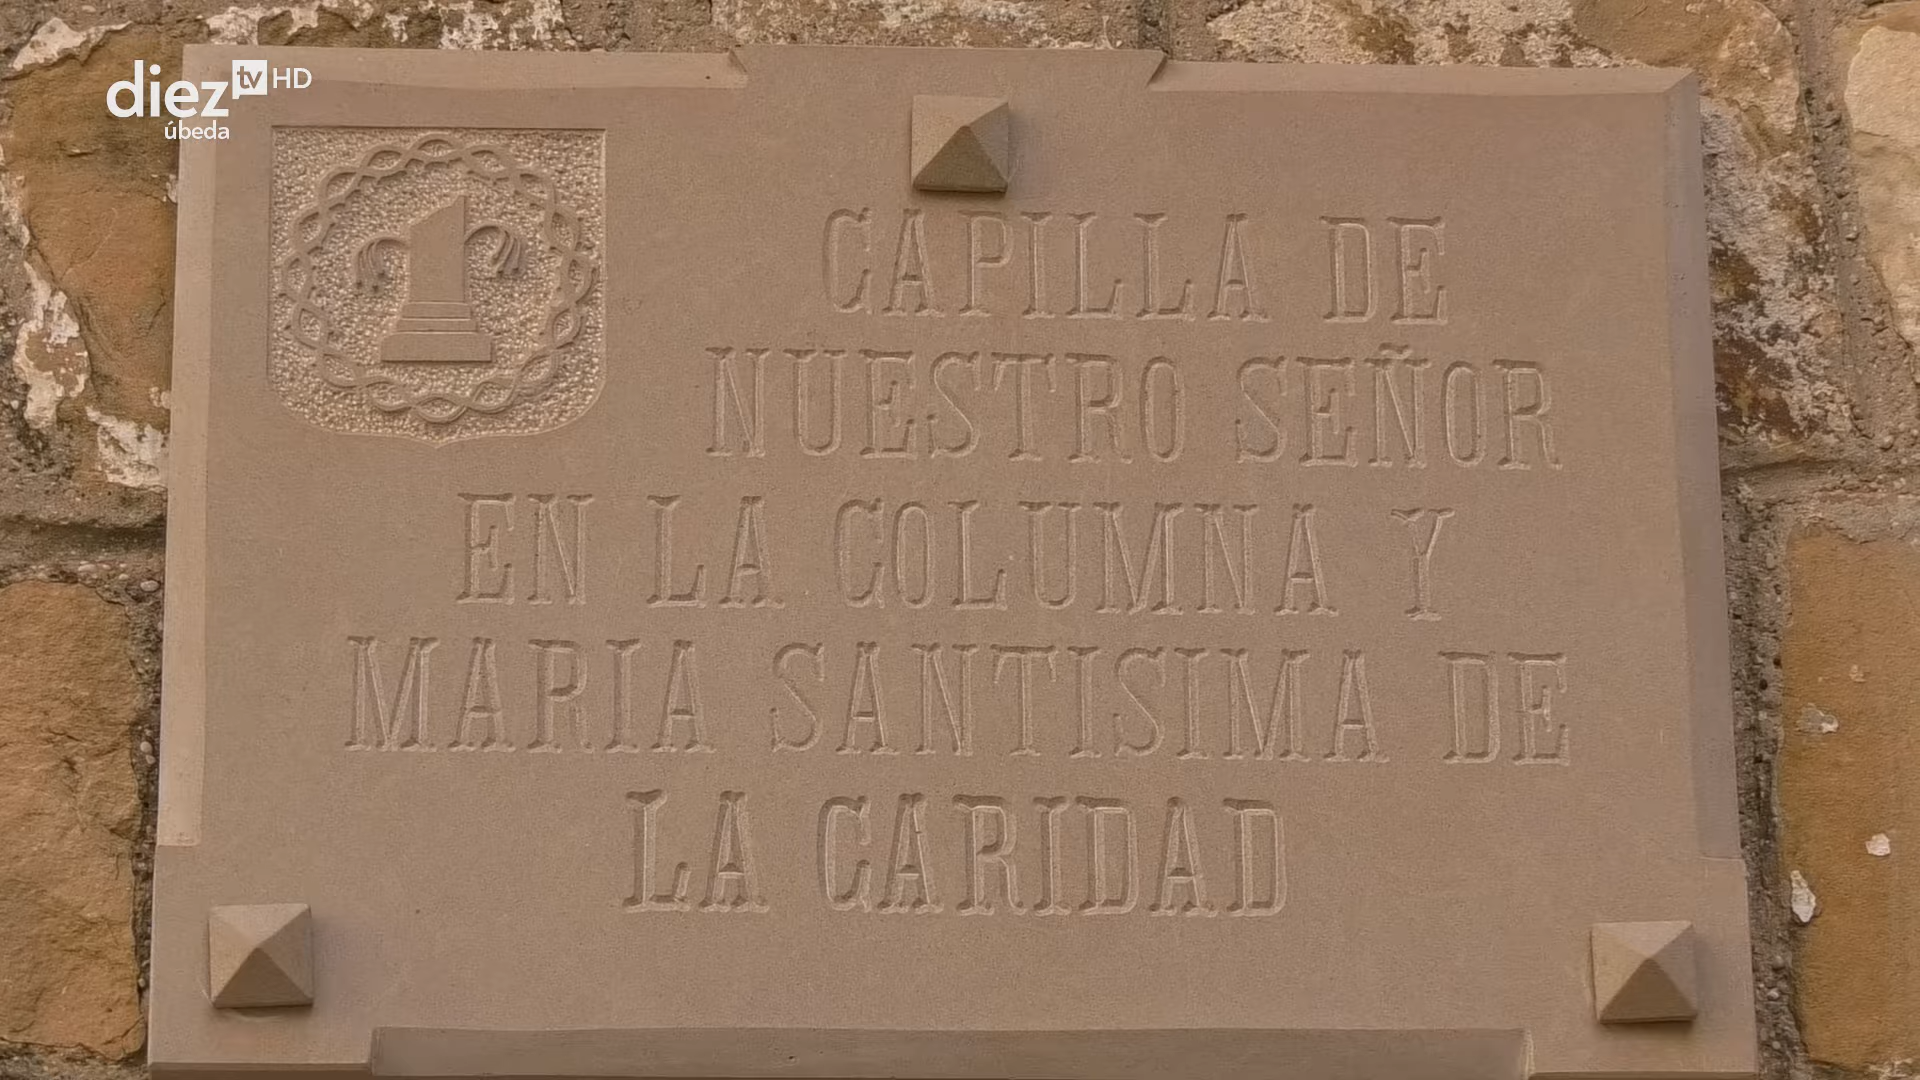 diez tv HD
úbeda
CAPILLA DE
NUESTRO SEÑOR
EN LA COLUMNA Y
MARIA SANTISIMA DE
LA CARIDAD